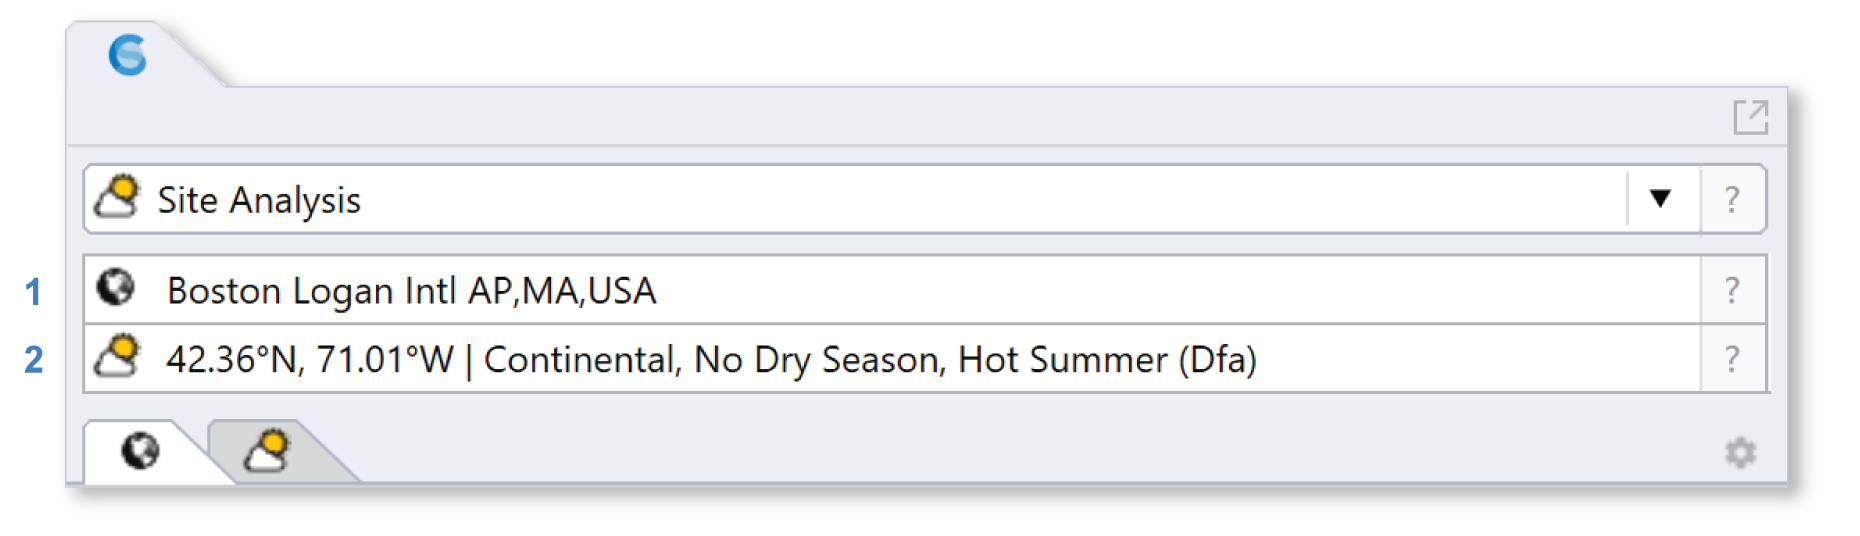 Site Analysis ?
1 Boston Logan Intl AP,MA,USA ?
2 42.36°N, 71.01°W | Continental, No Dry Season, Hot Summer (Dfa) ?